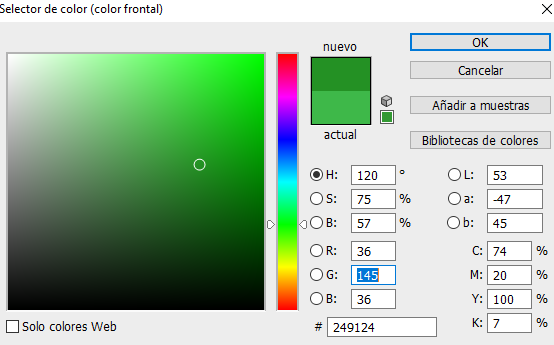 Selector de color (color frontal)
nuevo
actual
OK
Cancelar
Añadir a muestras
Bibliotecas de colores
H: 120 °
S: 75 %
B: 57 %
R: 36
G: 145
B: 36
L: 53
a: -47
b: 45
C: 74 %
M: 20 %
Y: 100 %
K: 7 %
# 249124
Solo colores Web